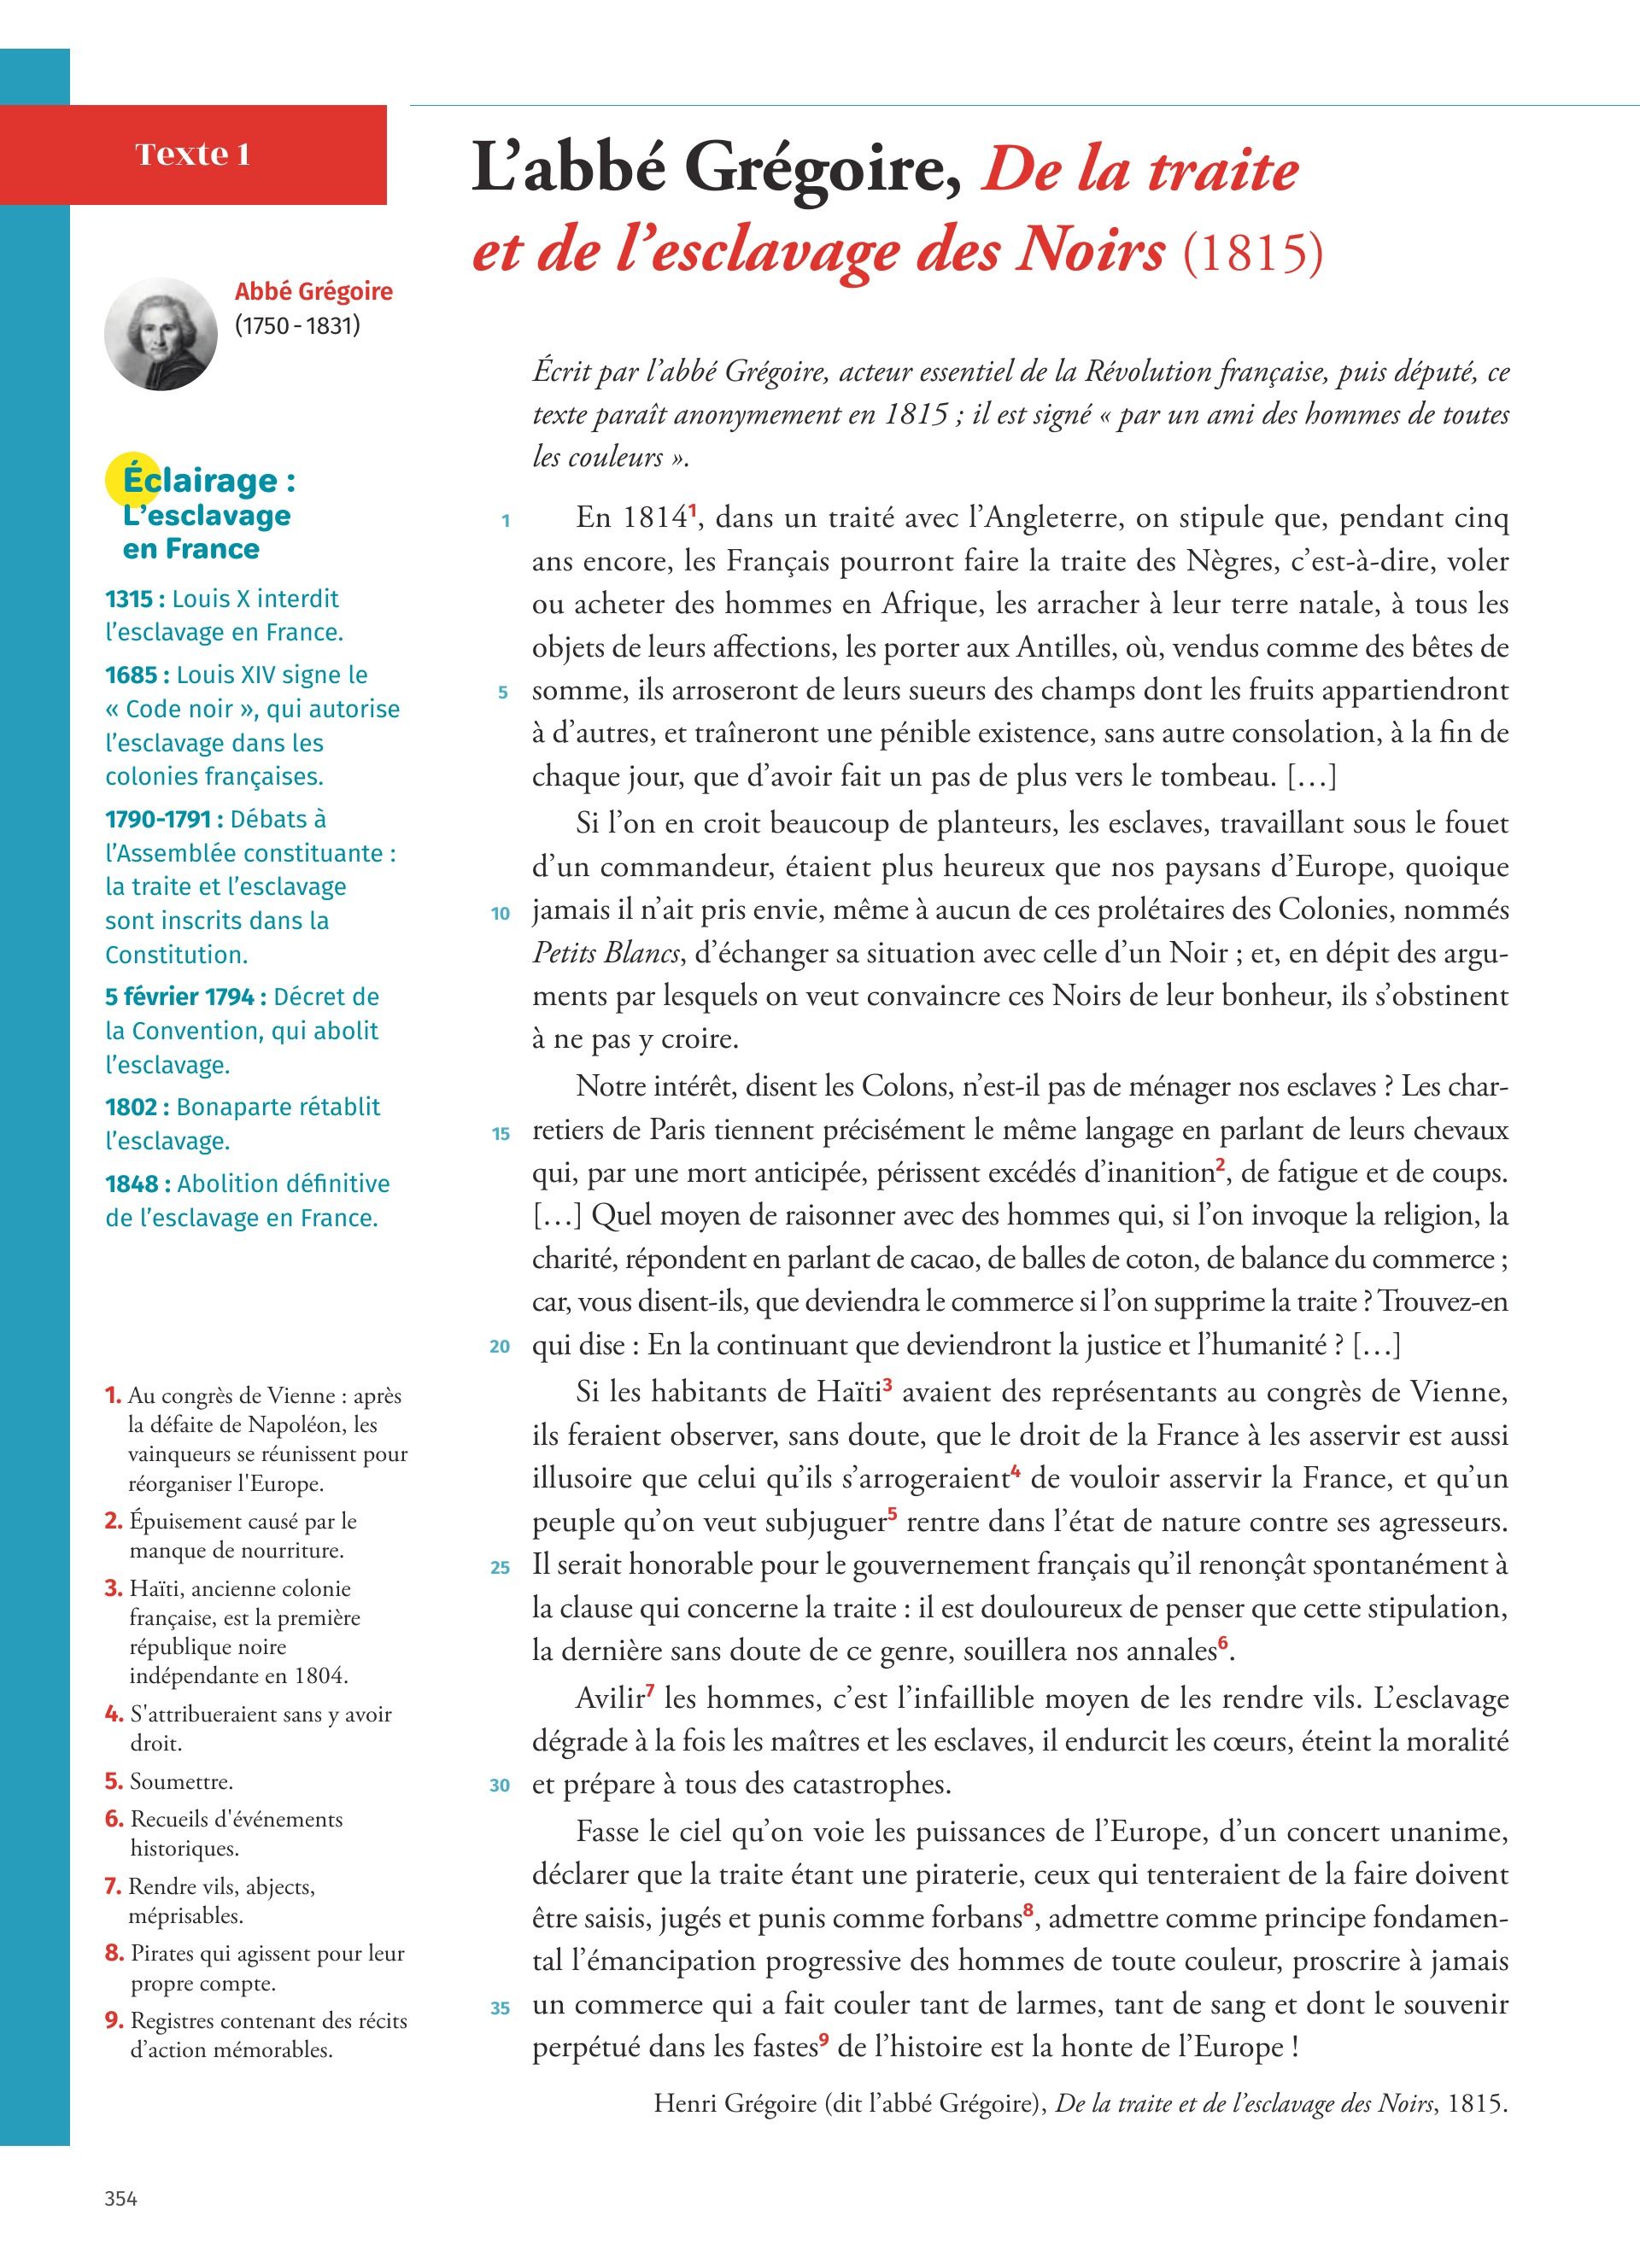 Texte 1
L’abbé Grégoire, De la traite
et de l’esclavage des Noirs (1815)
Abbé Grégoire
(1750 - 1831)
Éclairage :
L’esclavage
en France
1315 : Louis X interdit
l’esclavage en France.
1685 : Louis XIV signe le
« Code noir », qui autorise
l’esclavage dans les
colonies françaises.
1790-1791 : Débats à
l’Assemblée constituante :
la traite et l’esclavage
sont inscrits dans la
Constitution.
5 février 1794 : Décret de
la Convention, qui abolit
l’esclavage.
1802 : Bonaparte rétablit
l’esclavage.
1848 : Abolition définitive
de l’esclavage en France.
1. Au congrès de Vienne : après
la défaite de Napoléon, les
vainqueurs se réunissent pour
réorganiser l'Europe.
2. Épuisement causé par le
manque de nourriture.
3. Haïti, ancienne colonie
française, est la première
république noire
indépendante en 1804.
4. S'attribueraient sans y avoir
droit.
5. Soumettre.
6. Recueils d'événements
historiques.
7. Rendre vils, abjects,
méprisables.
8. Pirates qui agissent pour leur
propre compte.
9. Registres contenant des récits
d’action mémorables.
Écrit par l’abbé Grégoire, acteur essentiel de la Révolution française, puis député, ce
texte paraît anonymement en 1815 ; il est signé « par un ami des hommes de toutes
les couleurs ».
1 En 1814¹, dans un traité avec l’Angleterre, on stipule que, pendant cinq
ans encore, les Français pourront faire la traite des Nègres, c’est-à-dire, voler
ou acheter des hommes en Afrique, les arracher à leur terre natale, à tous les
objets de leurs affections, les porter aux Antilles, où, vendus comme des bêtes de
5 somme, ils arroseront de leurs sueurs des champs dont les fruits appartiendront
à d’autres, et traîneront une pénible existence, sans autre consolation, à la fin de
chaque jour, que d’avoir fait un pas de plus vers le tombeau. […]
Si l’on en croit beaucoup de planteurs, les esclaves, travaillant sous le fouet
d’un commandeur, étaient plus heureux que nos paysans d’Europe, quoique
10 jamais il n’ait pris envie, même à aucun de ces prolétaires des Colonies, nommés
Petits Blancs, d’échanger sa situation avec celle d’un Noir ; et, en dépit des argu-
ments par lesquels on veut convaincre ces Noirs de leur bonheur, ils s’obstinent
à ne pas y croire.
Notre intérêt, disent les Colons, n’est-il pas de ménager nos esclaves ? Les char-
15 retiers de Paris tiennent précisément le même langage en parlant de leurs chevaux
qui, par une mort anticipée, périssent excédés d’inanition², de fatigue et de coups.
[…] Quel moyen de raisonner avec des hommes qui, si l’on invoque la religion, la
charité, répondent en parlant de cacao, de balles de coton, de balance du commerce ;
car, vous disent-ils, que deviendra le commerce si l’on supprime la traite ? Trouvez-en
20 qui dise : En la continuant que deviendront la justice et l’humanité ? […]
Si les habitants de Haïti³ avaient des représentants au congrès de Vienne,
ils feraient observer, sans doute, que le droit de la France à les asservir est aussi
illusoire que celui qu’ils s’arrogeraient⁴ de vouloir asservir la France, et qu’un
peuple qu’on veut subjuguer⁵ rentre dans l’état de nature contre ses agresseurs.
25 Il serait honorable pour le gouvernement français qu’il renonçât spontanément à
la clause qui concerne la traite : il est douloureux de penser que cette stipulation,
la dernière sans doute de ce genre, souillera nos annales⁶.
Avilir⁷ les hommes, c’est l’infaillible moyen de les rendre vils. L’esclavage
dégrade à la fois les maîtres et les esclaves, il endurcit les cœurs, éteint la moralité
30 et prépare à tous des catastrophes.
Fasse le ciel qu’on voie les puissances de l’Europe, d’un concert unanime,
déclarer que la traite étant une piraterie, ceux qui tenteraient de la faire doivent
être saisis, jugés et punis comme forbans⁸, admettre comme principe fondamen-
tal l’émancipation progressive des hommes de toute couleur, proscrire à jamais
35 un commerce qui a fait couler tant de larmes, tant de sang et dont le souvenir
perpétué dans les fastes⁹ de l’histoire est la honte de l’Europe !
Henri Grégoire (dit l’abbé Grégoire), De la traite et de l’esclavage des Noirs, 1815.
354